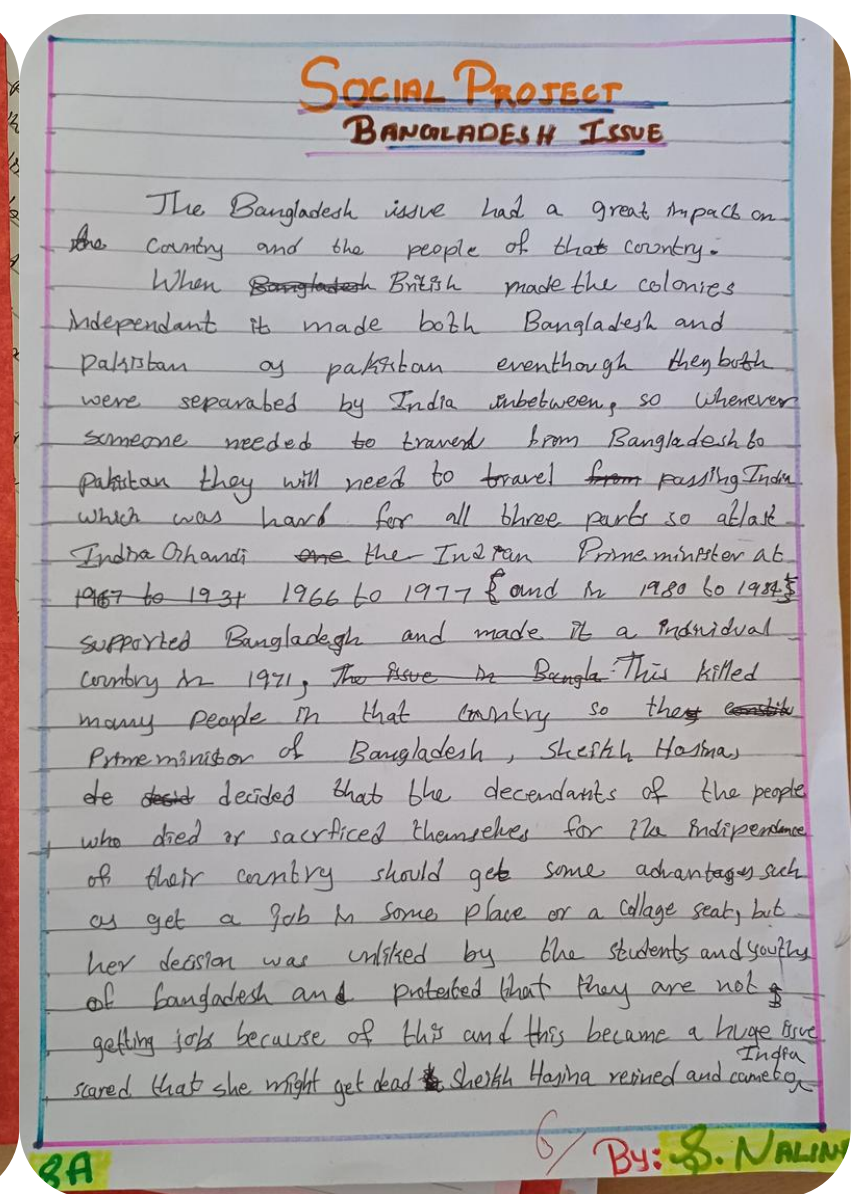 SOCIAL PROJECT
BANGLADESH ISSUE
The Bangladesh issue had a great impact on
the country and the people of that country.
When Bangladesh British made the colonies
independant it made both Bangladesh and
pakistan as pakistan eventhough they both
were separated by India inbetween, so whenever
someone needed to travel from Bangladesh to
pakistan they will need to travel from passing India
which was hard for all three parts so atlast
Indira Ghandi one the Indian Prime minister at
1967 to 1931 1966 to 1977 { and in 1980 to 1984}
supported Bangladegh and made it a individual
country in 1971, The issue in Bangla This killed
many people in that country so the
Prime minister of Bangladesh, sheikh Hasina,
de decided that the decendants of the people
who died or sacrficed themselves for the indipendance
of their country should get some advantages such
as get a job in some place or a collage seat, but
her decision was unliked by the students and youths
of bangladesh and protested that they are not
getting jobs because of this and this became a huge issue
India
scared that she might get dead sheikh Hasina resined and came to
6/
8A
By: S. NALIN